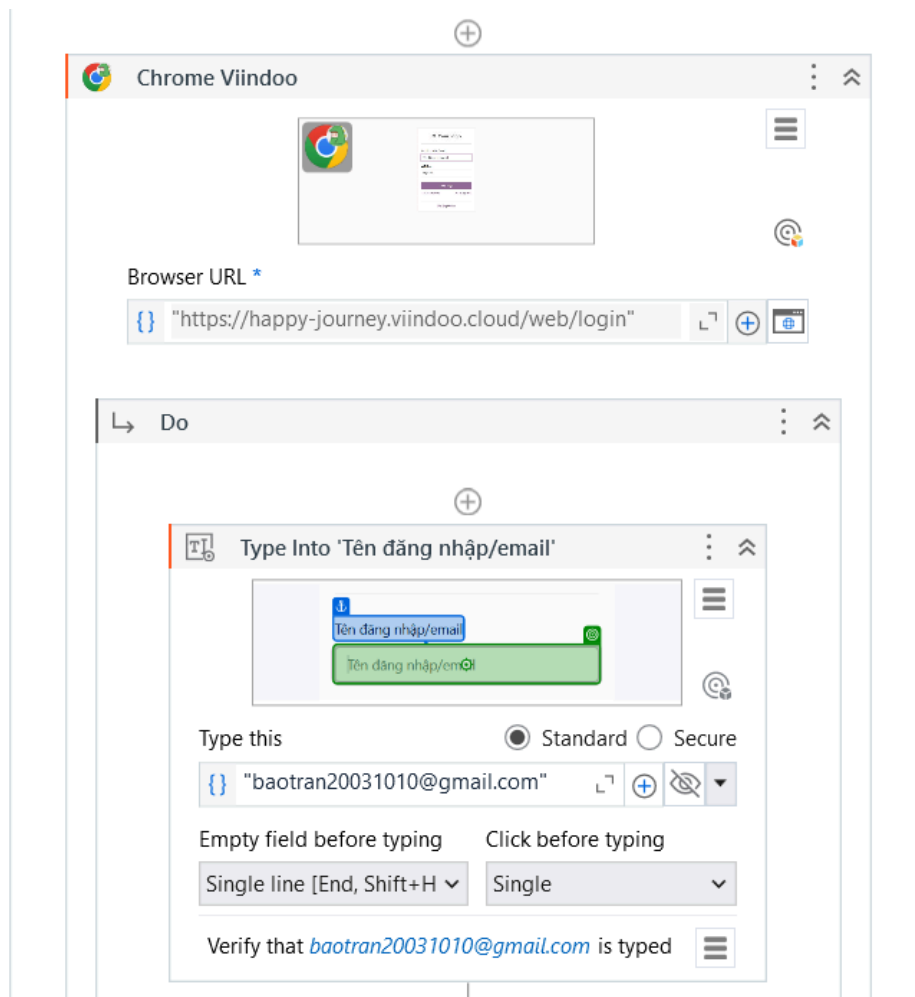 Chrome Viindoo
Browser URL *
{} "https://happy-journey.viindoo.cloud/web/login"
Do
Type Into 'Tên đăng nhập/email'
Tên đăng nhập/email
Tên đăng nhập/email
Type this Standard Secure
{} "baotran20031010@gmail.com"
Empty field before typing Click before typing
Single line [End, Shift+H Single
Verify that baotran20031010@gmail.com is typed